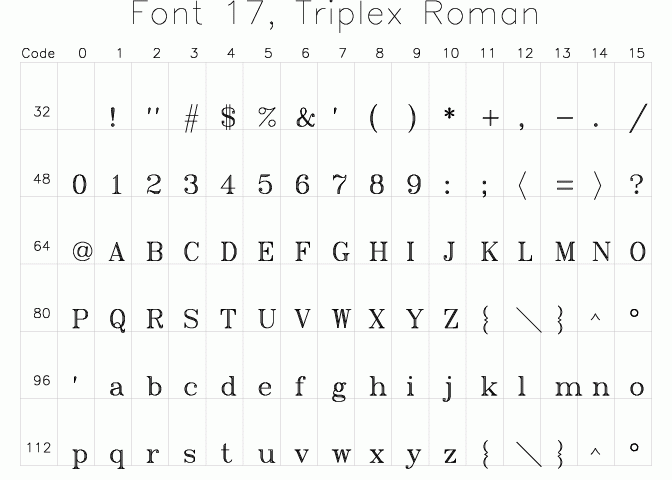 Font 17, Triplex Roman
Code 0 1 2 3 4 5 6 7 8 9 10 11 12 13 14 15
32 ! " # $ % & ' ( ) * + , − . /
48 0 1 2 3 4 5 6 7 8 9 : ; 〈 = 〉 ?
64 @ A B C D E F G H I J K L M N O
80 P Q R S T U V W X Y Z { \ } ^ °
96 ' a b c d e f g h i j k l m n o
112 p q r s t u v w x y z { \ } ^ °